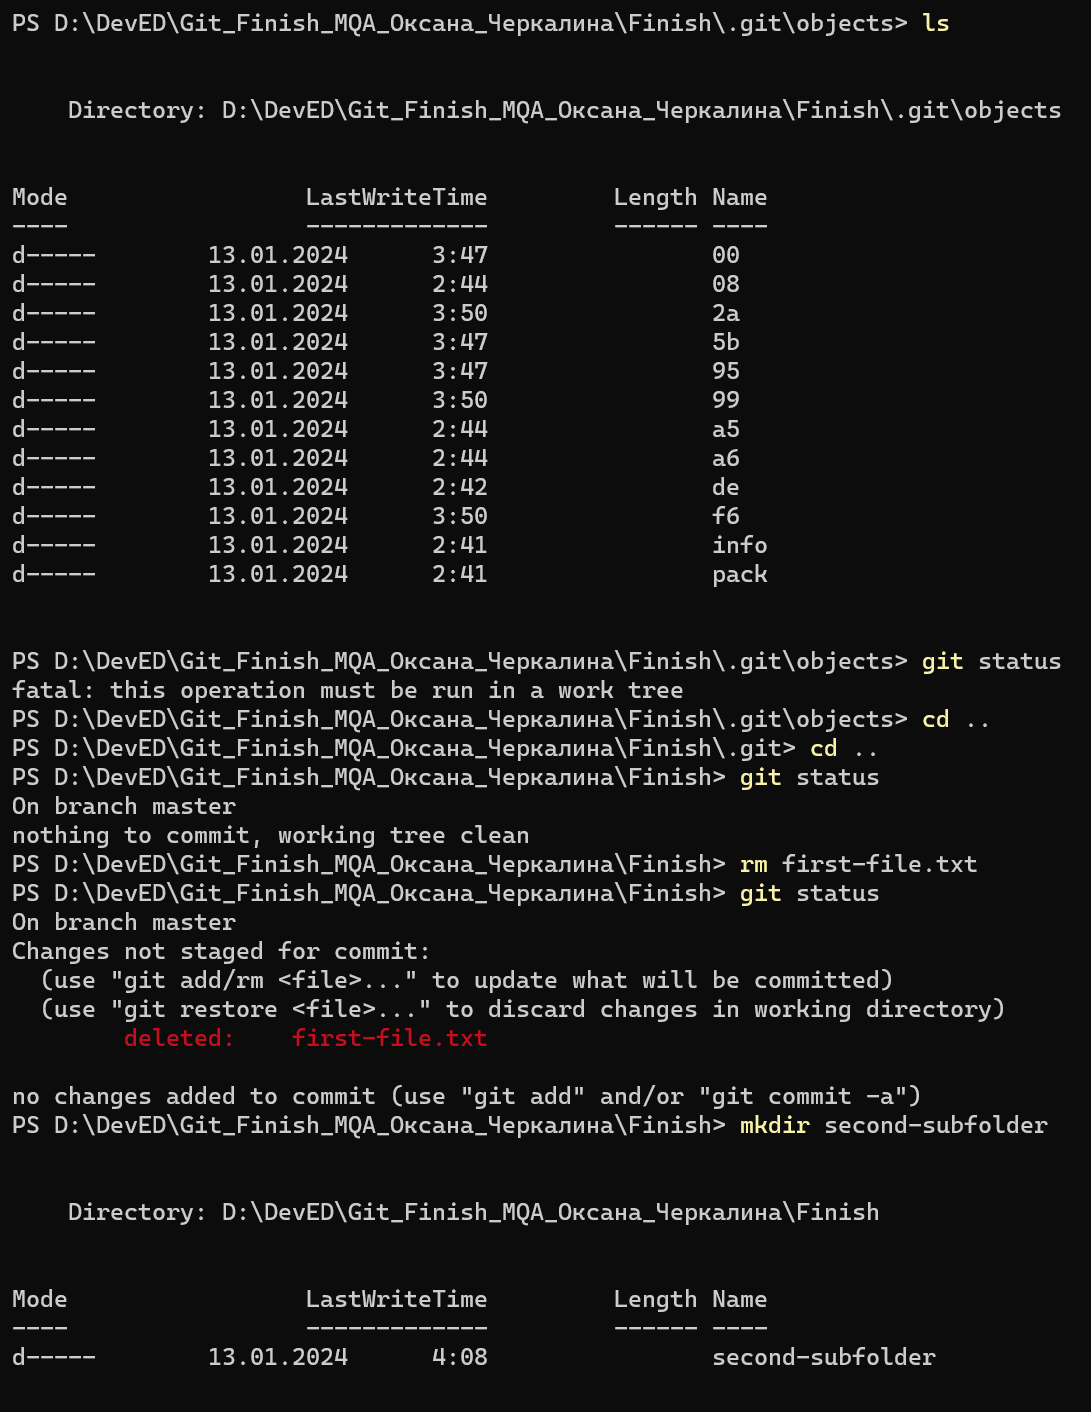 PS D:\DevED\Git_Finish_MQA_Оксана_Черкалина\Finish\.git\objects> ls
Directory: D:\DevED\Git_Finish_MQA_Оксана_Черкалина\Finish\.git\objects
Mode                 LastWriteTime         Length Name
----                 -------------         ------ ----
d-----        13.01.2024      3:47                00
d-----        13.01.2024      2:44                08
d-----        13.01.2024      3:50                2a
d-----        13.01.2024      3:47                5b
d-----        13.01.2024      3:47                95
d-----        13.01.2024      3:50                99
d-----        13.01.2024      2:44                a5
d-----        13.01.2024      2:44                a6
d-----        13.01.2024      2:42                de
d-----        13.01.2024      3:50                f6
d-----        13.01.2024      2:41                info
d-----        13.01.2024      2:41                pack
PS D:\DevED\Git_Finish_MQA_Оксана_Черкалина\Finish\.git\objects> git status
fatal: this operation must be run in a work tree
PS D:\DevED\Git_Finish_MQA_Оксана_Черкалина\Finish\.git\objects> cd ..
PS D:\DevED\Git_Finish_MQA_Оксана_Черкалина\Finish\.git> cd ..
PS D:\DevED\Git_Finish_MQA_Оксана_Черкалина\Finish> git status
On branch master
nothing to commit, working tree clean
PS D:\DevED\Git_Finish_MQA_Оксана_Черкалина\Finish> rm first-file.txt
PS D:\DevED\Git_Finish_MQA_Оксана_Черкалина\Finish> git status
On branch master
Changes not staged for commit:
  (use "git add/rm <file>..." to update what will be committed)
  (use "git restore <file>..." to discard changes in working directory)
        deleted:    first-file.txt
no changes added to commit (use "git add" and/or "git commit -a")
PS D:\DevED\Git_Finish_MQA_Оксана_Черкалина\Finish> mkdir second-subfolder
Directory: D:\DevED\Git_Finish_MQA_Оксана_Черкалина\Finish
Mode                 LastWriteTime         Length Name
----                 -------------         ------ ----
d-----        13.01.2024      4:08                second-subfolder